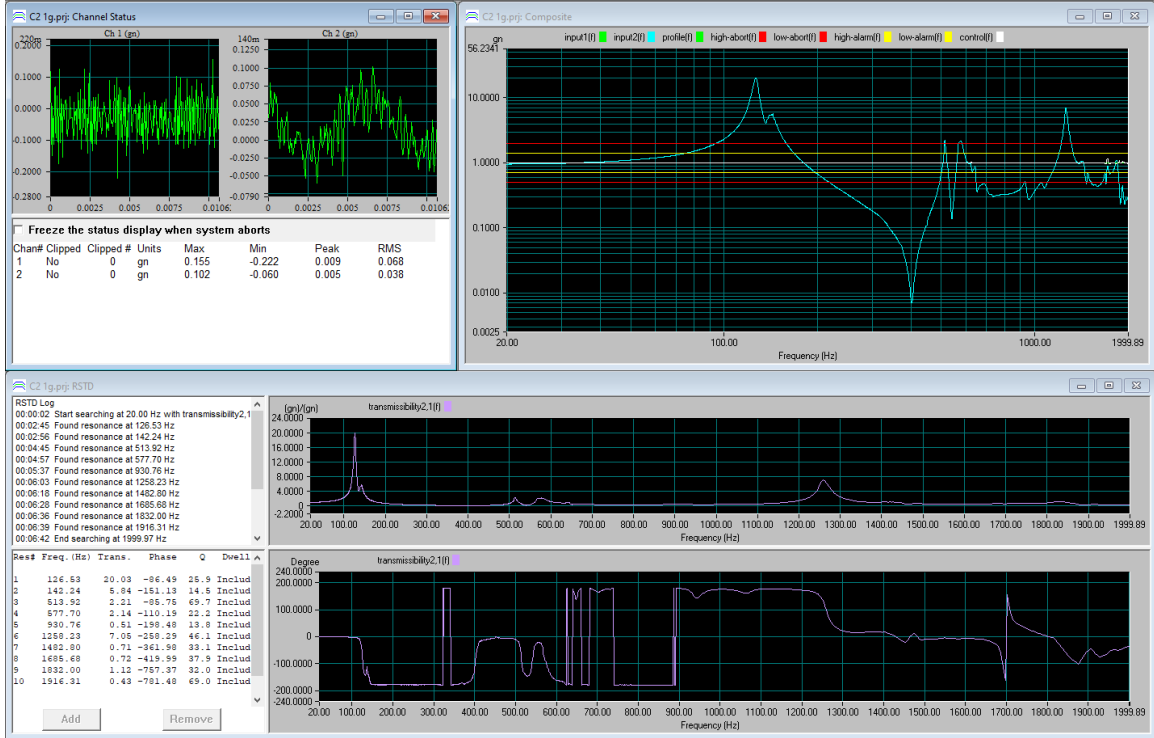 C2 1g.prj: Channel Status
Ch 1 (gn)
220m
0.2000
0.1000
0.0000
-0.1000
-0.2000
-0.2800
0 0.0025 0.0050 0.0075 0.0106
Ch 2 (gn)
140m
0.1250
0.1000
0.0750
0.0500
0.0250
0.0000
-0.0250
-0.0500
-0.0790
0 0.0025 0.0050 0.0075 0.0106
Freeze the status display when system aborts
Chan# Clipped Clipped # Units Max Min Peak RMS
1 No 0 gn 0.155 -0.222 0.009 0.068
2 No 0 gn 0.102 -0.060 0.005 0.038
C2 1g.prj: Composite
gn input1(f) input2(f) profile(f) high-abort(f) low-abort(f) high-alarm(f) low-alarm(f) control(f)
56.2341
10.0000
1.0000
0.1000
0.0100
0.0025
20.00 100.00 1000.00 1999.89
Frequency (Hz)
C2 1g.prj: RSTD
RSTD Log
00:00:02 Start searching at 20.00 Hz with transmissibility2,1
00:02:45 Found resonance at 126.53 Hz
00:02:56 Found resonance at 142.24 Hz
00:04:45 Found resonance at 513.92 Hz
00:04:57 Found resonance at 577.70 Hz
00:05:37 Found resonance at 930.76 Hz
00:06:03 Found resonance at 1258.23 Hz
00:06:18 Found resonance at 1482.80 Hz
00:06:28 Found resonance at 1685.68 Hz
00:06:36 Found resonance at 1832.00 Hz
00:06:39 Found resonance at 1916.31 Hz
00:06:42 End searching at 1999.97 Hz
Res# Freq.(Hz) Trans. Phase Q Dwell
1 126.53 20.03 -86.49 25.9 Includ
2 142.24 5.84 -151.13 14.5 Includ
3 513.92 2.21 -85.75 69.7 Includ
4 577.70 2.14 -110.19 22.2 Includ
5 930.76 0.51 -198.48 13.8 Includ
6 1258.23 7.05 -258.29 46.1 Includ
7 1482.80 0.71 -361.98 33.1 Includ
8 1685.68 0.72 -419.99 37.9 Includ
9 1832.00 1.12 -757.37 32.0 Includ
10 1916.31 0.43 -781.48 69.0 Includ
Add Remove
(gn)/(gn) transmissibility2,1(f)
24.0000
20.0000
16.0000
12.0000
8.0000
4.0000
0
-2.2000
20.00 100.00 200.00 300.00 400.00 500.00 600.00 700.00 800.00 900.00 1000.00 1100.00 1200.00 1300.00 1400.00 1500.00 1600.00 1700.00 1800.00 1999.89
Frequency (Hz)
Degree transmissibility2,1(f)
240.0000
200.0000
100.0000
0
-100.0000
-200.0000
-240.0000
20.00 100.00 200.00 300.00 400.00 500.00 600.00 700.00 800.00 900.00 1000.00 1100.00 1200.00 1300.00 1400.00 1500.00 1600.00 1700.00 1800.00 1900.00 1999.89
Frequency (Hz)